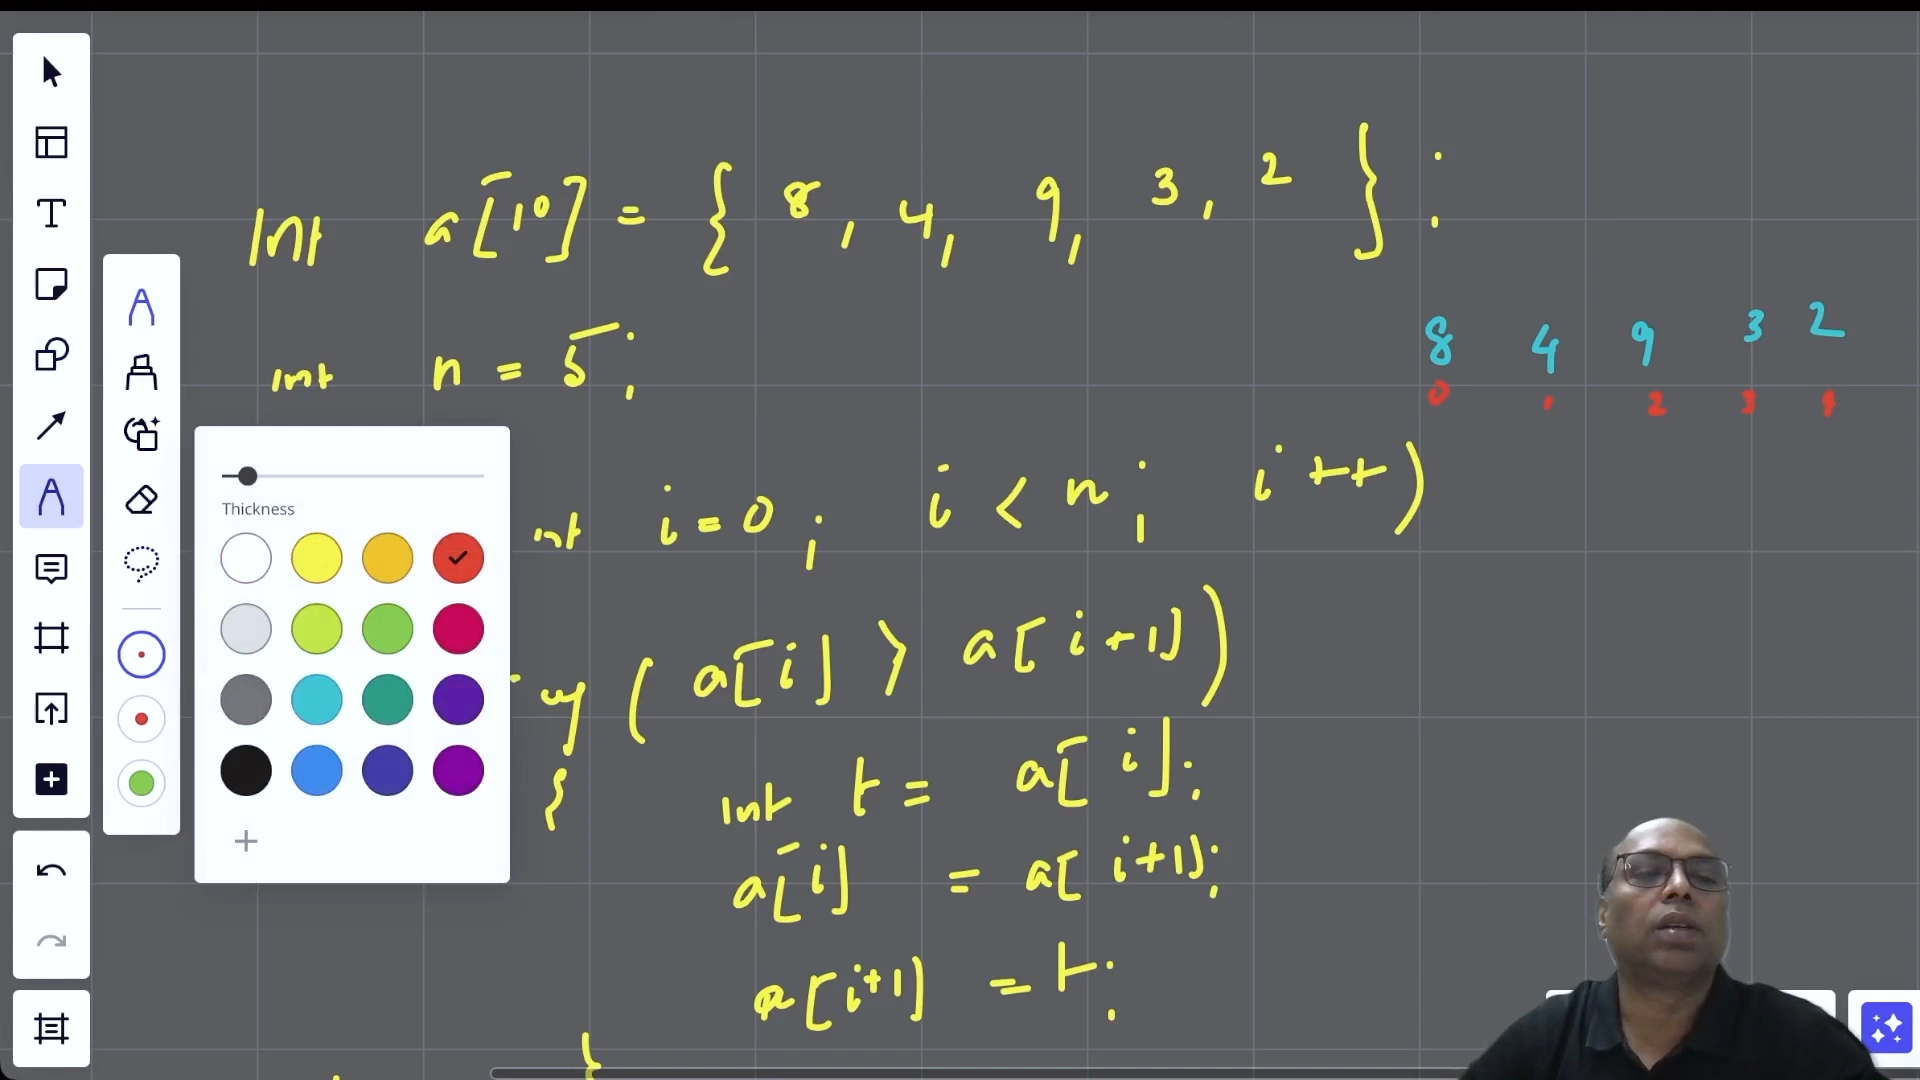 Int a[10] = { 8, 4, 9, 3, 2 };
8 4 9 3 2
int n = 5;
0 1 2 3 4
int i = 0; i < n; i++)
Thickness
if ( a[i] > a[i+1])
{
Int t = a[i];
a[i] = a[i+1];
a[i+1] = t;
}